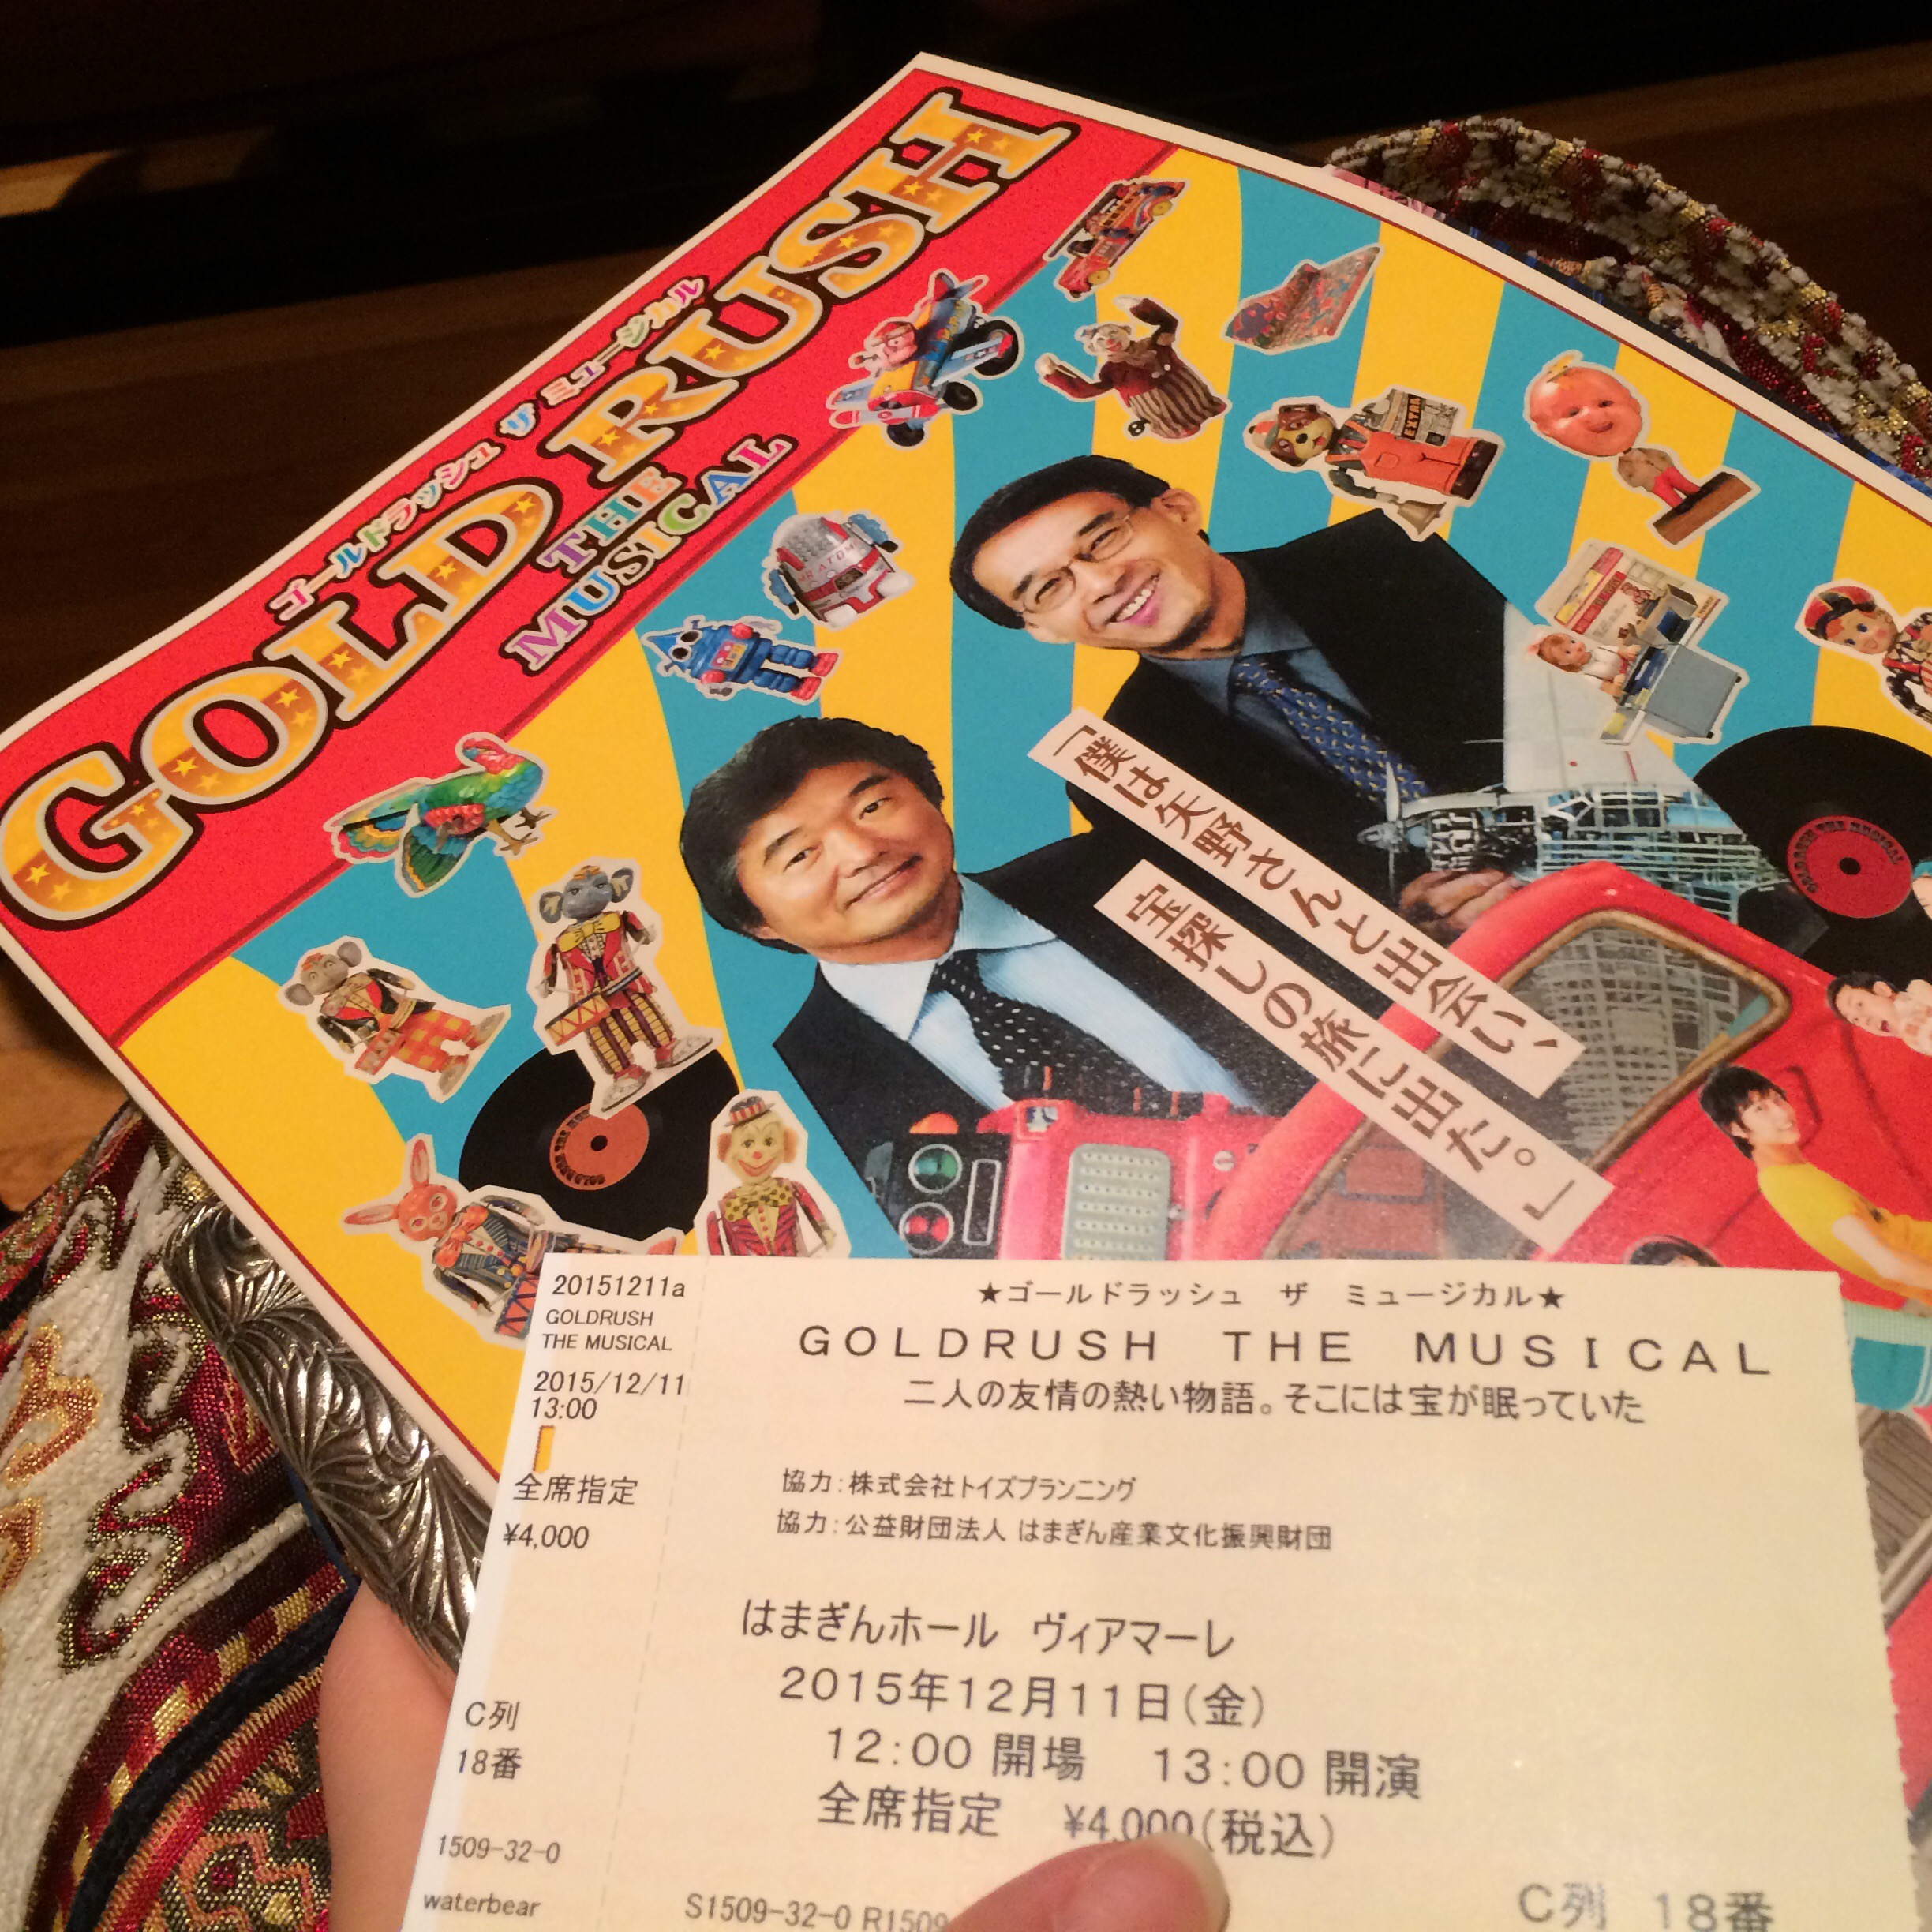 ゴールドラッシュ ザ ミュージカル
GOLD RUSH
THE
MUSICAL
MR ATOM
EXTRA
「僕は矢野さんと出会い、
宝探しの旅に出た。」
20151211a
GOLDRUSH
THE MUSICAL
2015/12/11
13:00
全席指定
¥4,000
C列
18番
1509-32-0
waterbear
★ゴールドラッシュ ザ ミュージカル★
GOLDRUSH THE MUSICAL
二人の友情の熱い物語。そこには宝が眠っていた
協力:株式会社トイズプランニング
協力:公益財団法人 はまぎん産業文化振興財団
はまぎんホール ヴィアマーレ
2015年12月11日(金)
12:00 開場 13:00 開演
全席指定 ¥4,000(税込)
S1509-32-0 R1509
C列 18番